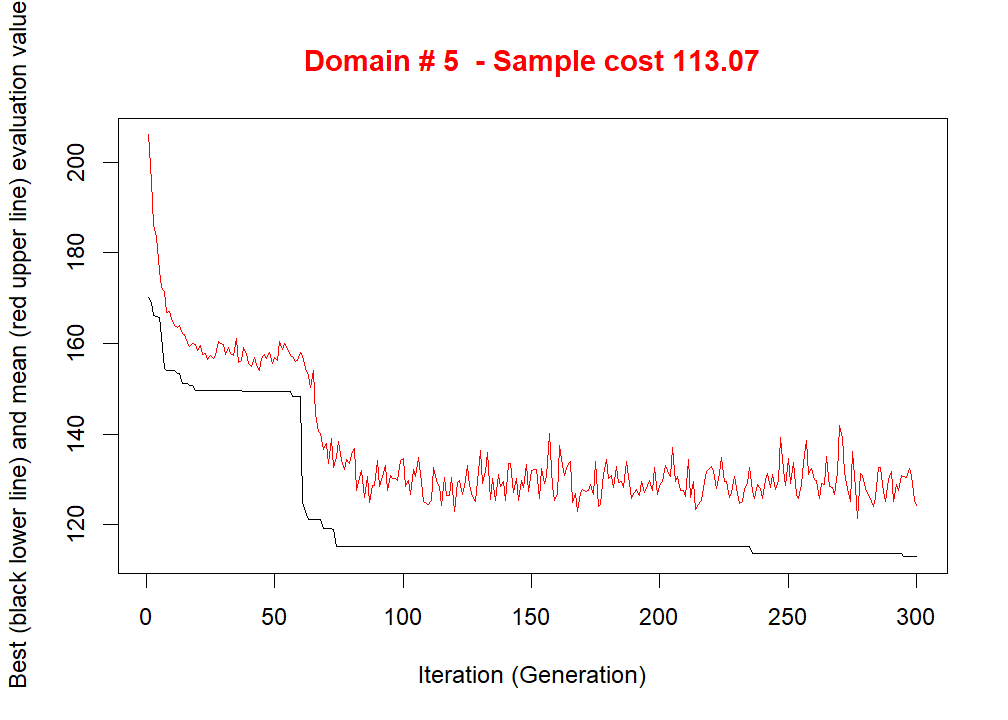 Domain # 5  - Sample cost 113.07
Best (black lower line) and mean (red upper line) evaluation value
200
180
160
140
120
0 50 100 150 200 250 300
Iteration (Generation)